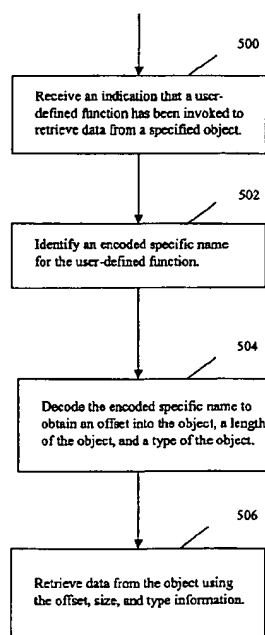 500
Receive an indication that a user-
defined function has been invoked to
retrieve data from a specified object.
502
Identify an encoded specific name
for the user-defined function.
504
Decode the encoded specific name to
obtain an offset into the object, a length
of the object, and a type of the object.
506
Retrieve data from the object using
the offset, size, and type information.